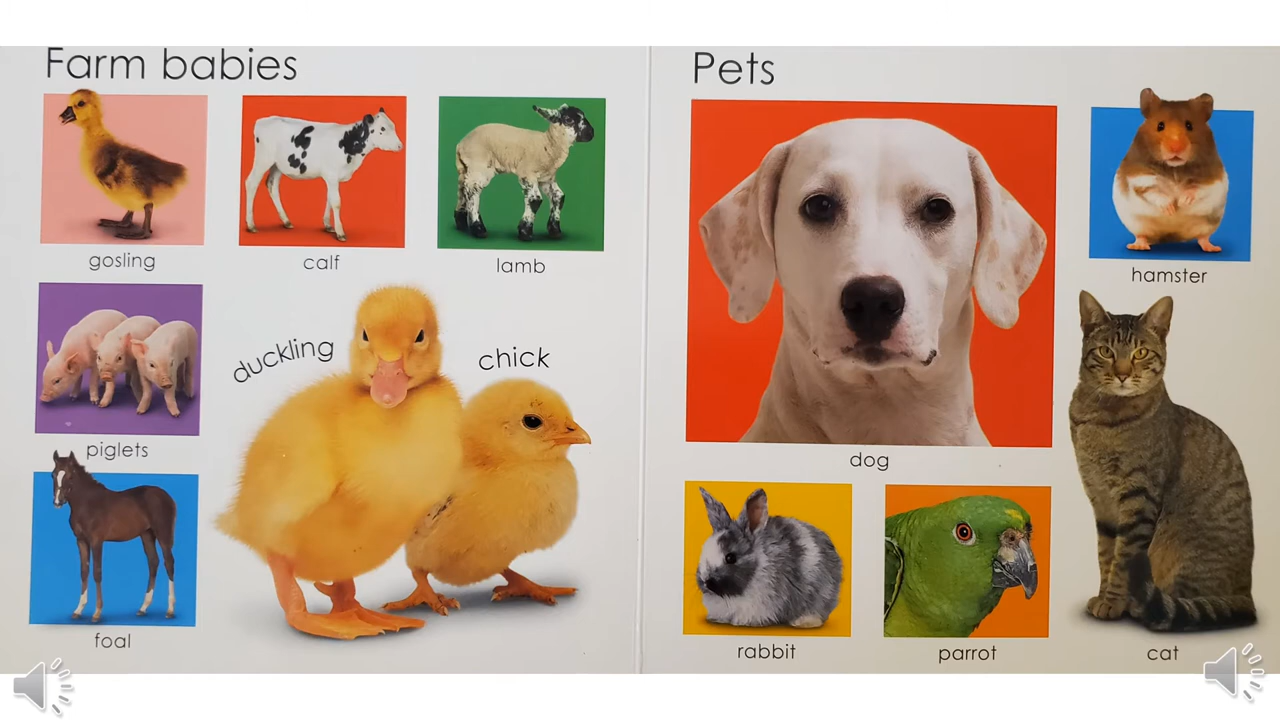 Farm babies
gosling
calf
lamb
piglets
duckling
chick
foal
Pets
dog
hamster
rabbit
parrot
cat